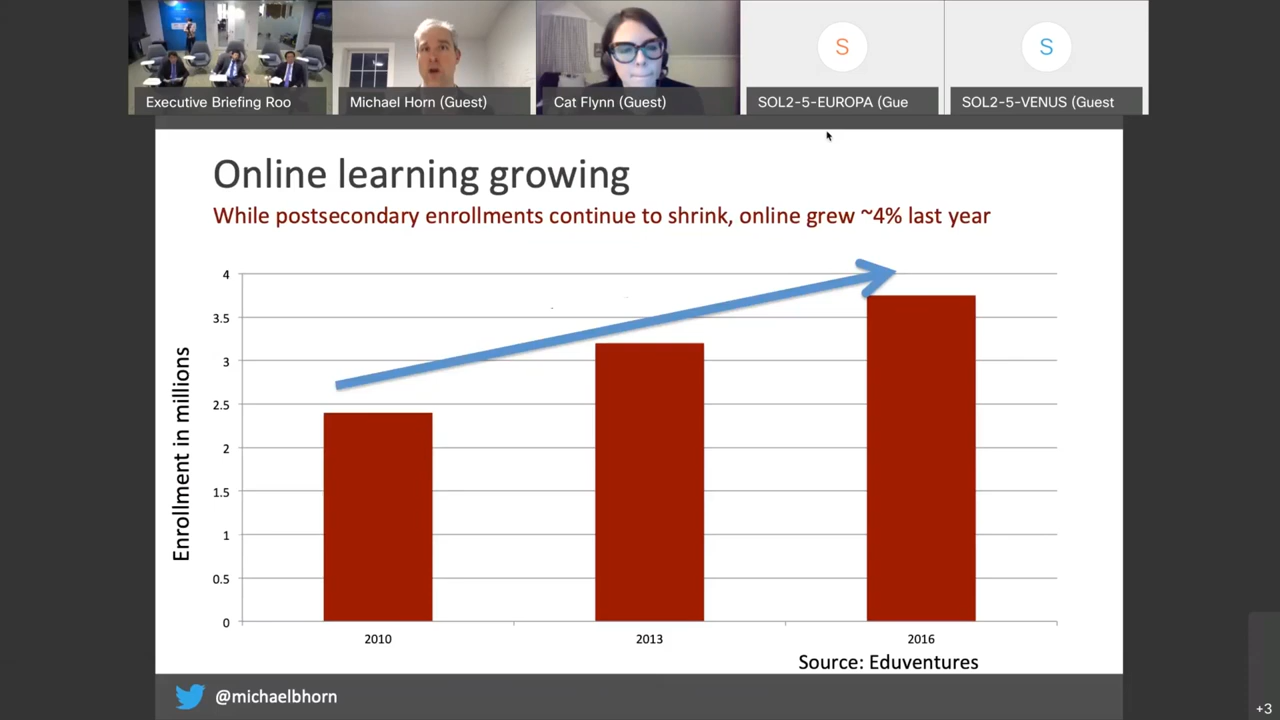 Executive Briefing Roo
Michael Horn (Guest)
Cat Flynn (Guest)
S
SOL2-5-EUROPA (Gue
S
SOL2-5-VENUS (Guest
Online learning growing
While postsecondary enrollments continue to shrink, online grew ~4% last year
Enrollment in millions
4
3.5
3
2.5
2
1.5
1
0.5
0
2010
2013
2016
Source: Eduventures
@michaelbhorn
+3